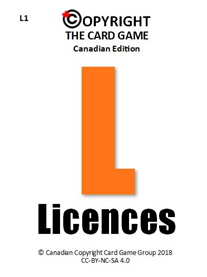 L1
COPYRIGHT
THE CARD GAME
Canadian Edition
L
Licences
© Canadian Copyright Card Game Group 2018
CC-BY-NC-SA 4.0